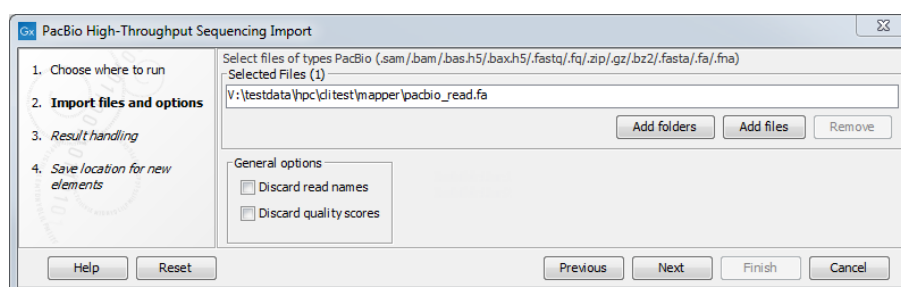 Gx PacBio High-Throughput Sequencing Import
1. Choose where to run
2. Import files and options
3. Result handling
4. Save location for new
elements
Select files of types PacBio (.sam/.bam/.bas.h5/.bax.h5/.fastq/.fq/.zip/.gz/.bz2/.fasta/.fa/.fna)
Selected Files (1)
V:\testdata\hpc\clitest\mapper\pacbio_read.fa
Add folders Add files Remove
General options
Discard read names
Discard quality scores
Help Reset Previous Next Finish Cancel